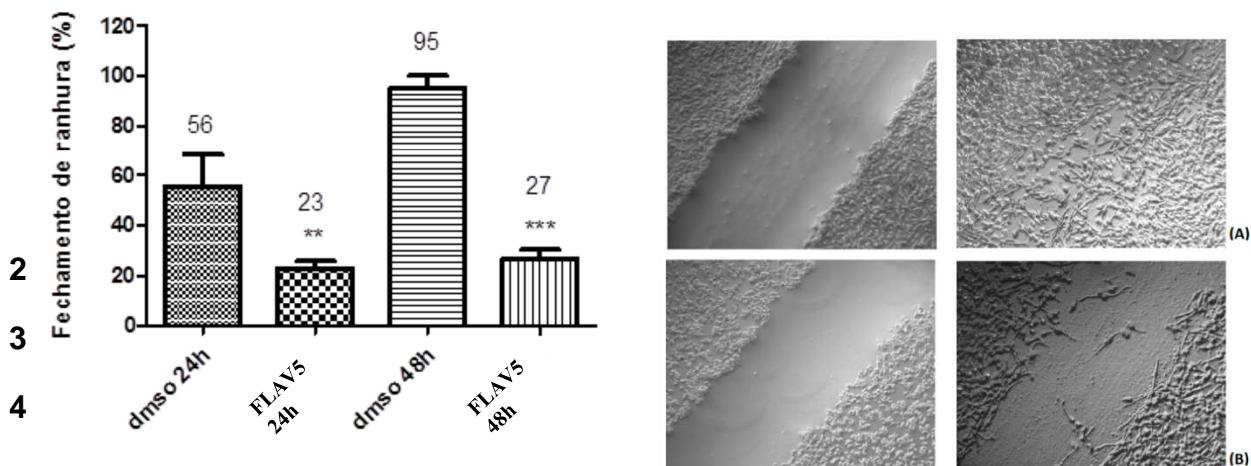 Fechamento de ranhura (%)
120
100
80
60
40
20
0
56
23
**
95
27
***
dmso 24h
FLAV5
24h
dmso 48h
FLAV5
48h
2
3
4
(A)
(B)